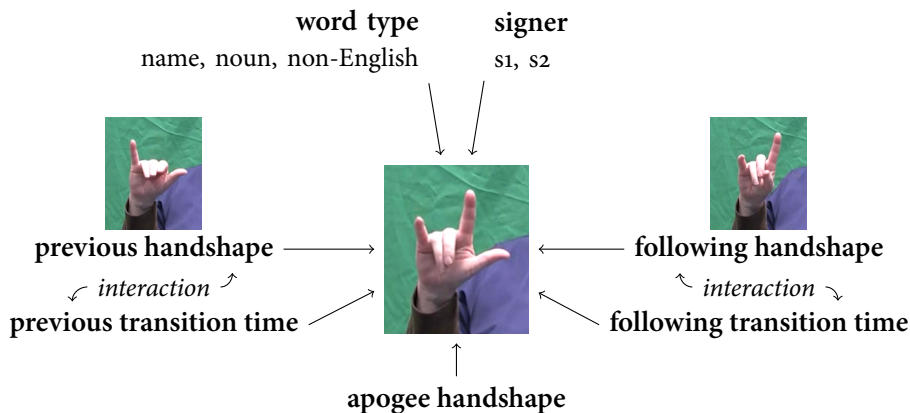 word type
name, noun, non-English
signer
s1, s2
previous handshape
interaction
previous transition time
following handshape
interaction
following transition time
apogee handshape